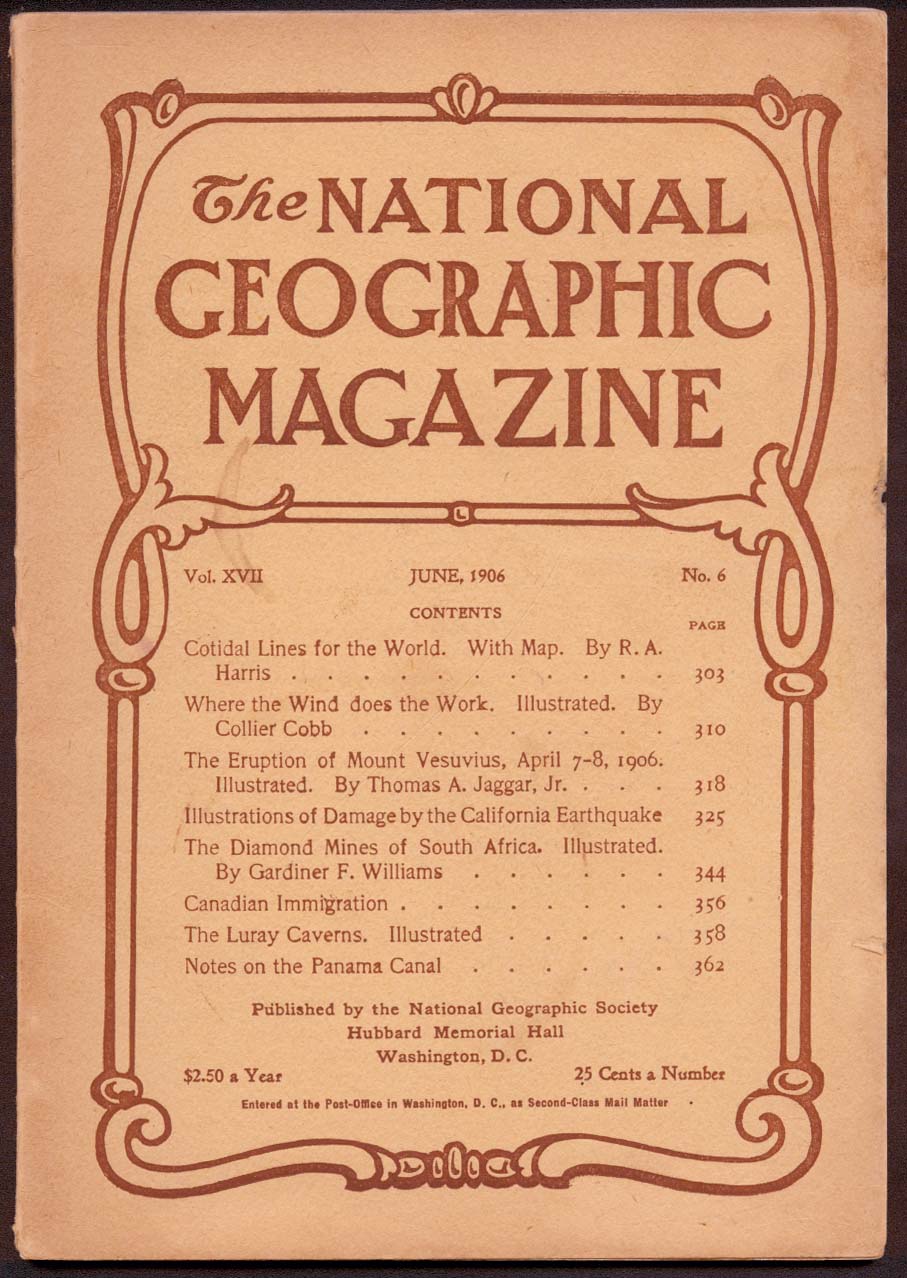 The NATIONAL
GEOGRAPHIC
MAGAZINE
Vol. XVII JUNE, 1906 No. 6
CONTENTS
PAGE
Cotidal Lines for the World. With Map. By R. A.
Harris . . . . . . . . . . . . 303
Where the Wind does the Work. Illustrated. By
Collier Cobb . . . . . . . . . 310
The Eruption of Mount Vesuvius, April 7-8, 1906.
Illustrated. By Thomas A. Jaggar, Jr. . . . 318
Illustrations of Damage by the California Earthquake 325
The Diamond Mines of South Africa. Illustrated.
By Gardiner F. Williams . . . . . . 344
Canadian Immigration . . . . . . . . 356
The Luray Caverns. Illustrated . . . . . 358
Notes on the Panama Canal . . . . . . 362
Published by the National Geographic Society
Hubbard Memorial Hall
Washington, D. C.
$2.50 a Year 25 Cents a Number
Entered at the Post-Office in Washington, D. C., as Second-Class Mail Matter